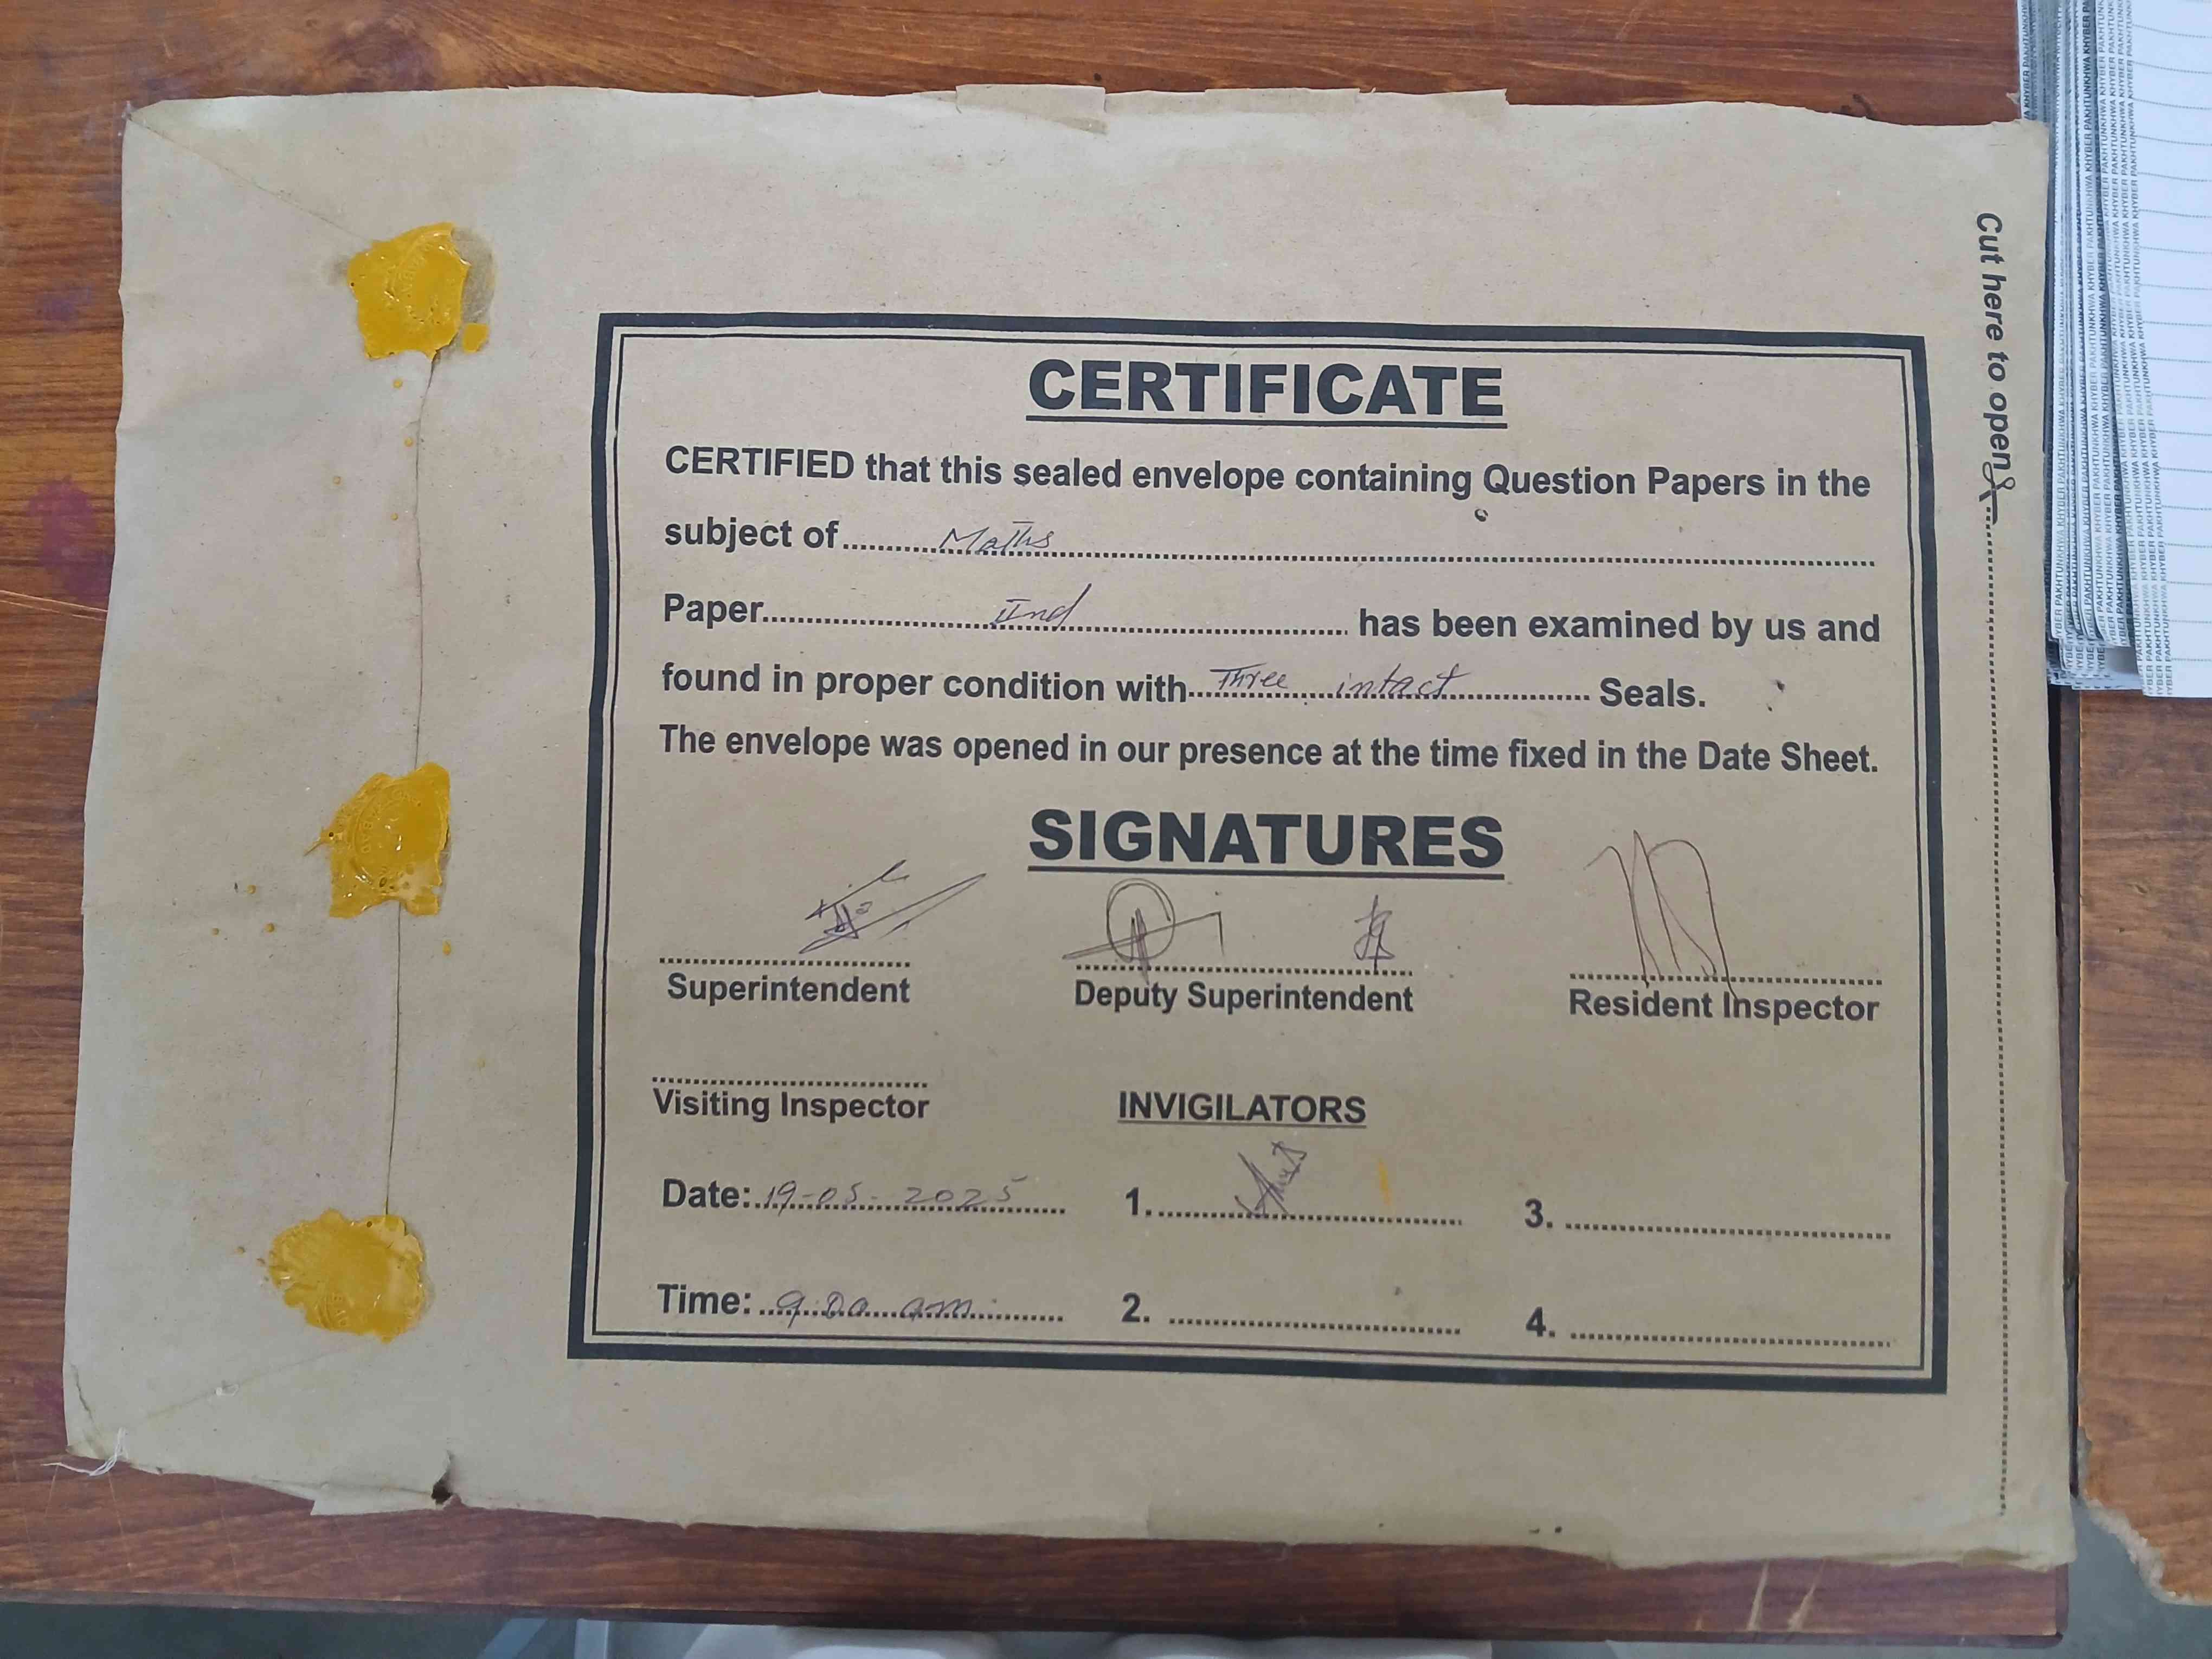 CERTIFICATE
CERTIFIED that this sealed envelope containing Question Papers in the
subject of Maths
Paper IInd has been examined by us and
found in proper condition with Three intact Seals.
The envelope was opened in our presence at the time fixed in the Date Sheet.
SIGNATURES
Superintendent Deputy Superintendent Resident Inspector
Visiting Inspector INVIGILATORS
Date: 19-05-2025 1. 3.
Time: 9:00 am 2. 4.
Cut here to open
KHYBER PAKHTUNKHWA